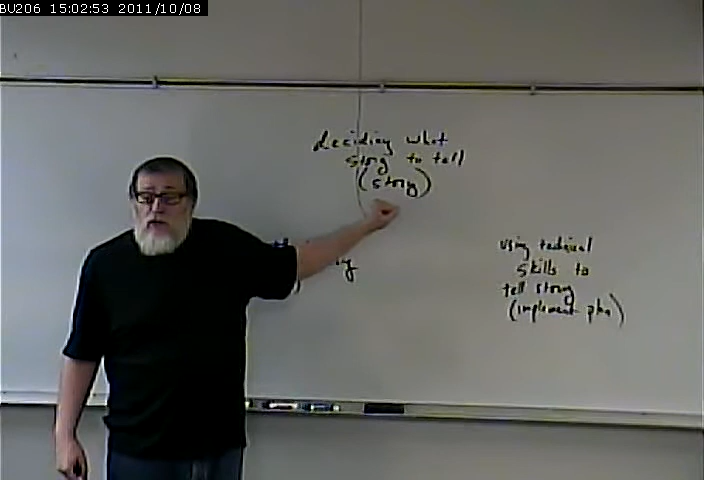 BU206 15:02:53 2011/10/08
deciding what
story to tell
(story)
using technical
skills to
tell story
(implement plan)